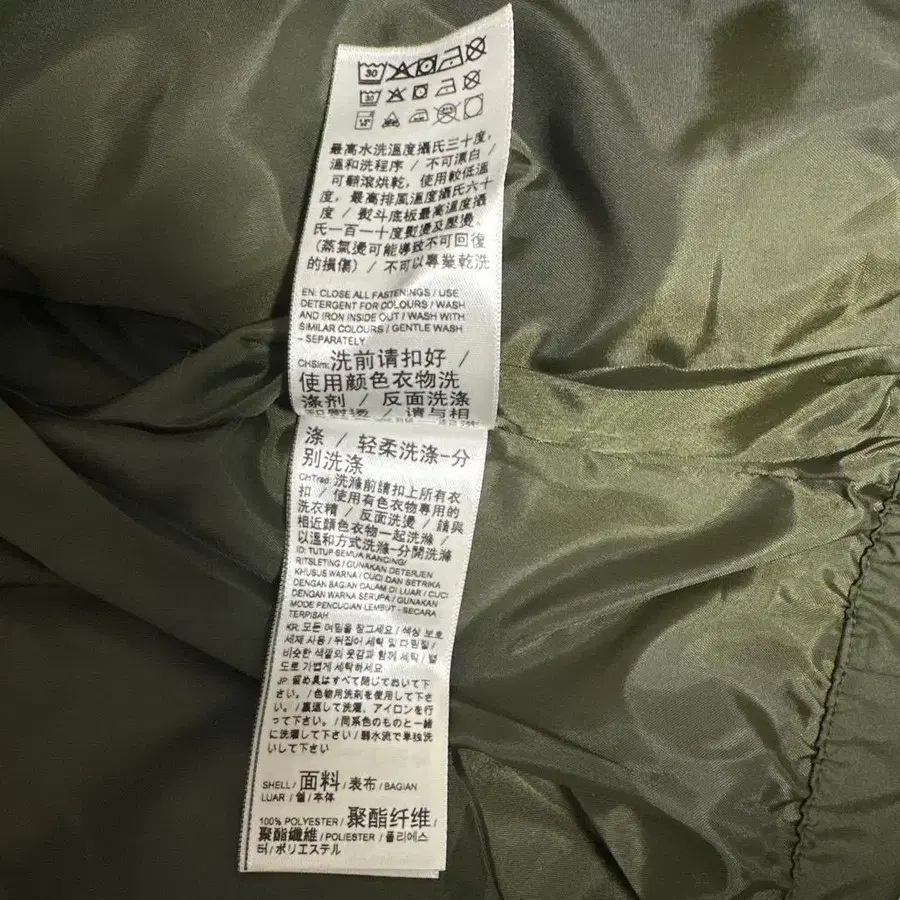 30
30
最高水洗溫度攝氏三十度,
溫和洗程序 / 不可漂白 /
可翻滾烘乾, 使用較低溫
度, 最高排風溫度攝氏六十
度 / 熨斗底板最高溫度攝
氏一百一十度熨燙及壓燙,
(蒸氣燙可能導致不可回復
的損傷) / 不可以專業乾洗
EN: CLOSE ALL FASTENINGS / USE
DETERGENT FOR COLOURS / WASH
AND IRON INSIDE OUT / WASH WITH
SIMILAR COLOURS / GENTLE WASH
- SEPARATELY
CHSim: 洗前请扣好 /
使用颜色衣物洗
涤剂 / 反面洗涤
和熨烫 / 请与相
涤 / 轻柔洗涤-分
别洗涤
CHTrad: 洗滌前請扣上所有衣
扣 / 使用有色衣物專用的
洗衣精 / 反面洗燙 / 請與
相近顏色衣物一起洗滌 /
以溫和方式洗滌-分開洗滌
ID: TUTUP SEMUA KANCING/
RITSLETING / GUNAKAN DETERJEN
KHUSUS WARNA / CUCI DAN SETRIKA
DENGAN BAGIAN DALAM DI LUAR / CUCI
DENGAN WARNA SERUPA / GUNAKAN
MODE PENCUCIAN LEMBUT - SECARA
TERPISAH
KR: 모든 여밈을 잠그세요 / 색상 보호
세제 사용 / 뒤집어 세탁 및 다림질 /
비슷한 색깔의 옷감과 함께 세탁 / 별
도로 가볍게 세탁하세요
JP: 留め具はすべて閉じておいて下
さい。/ 色物用洗剤を使用して下さ
い。/ 裏返して洗濯、アイロンを行
って下さい。/ 同系色のものと一緒
に洗濯して下さい / 弱水流で単独洗
いして下さい
SHELL / 面料 / 表布 / BAGIAN
LUAR / 쉘 / 本体
100% POLYESTER / 聚酯纤维 /
聚酯纖維 / POLIESTER / 폴리에스
터 / ポリエステル